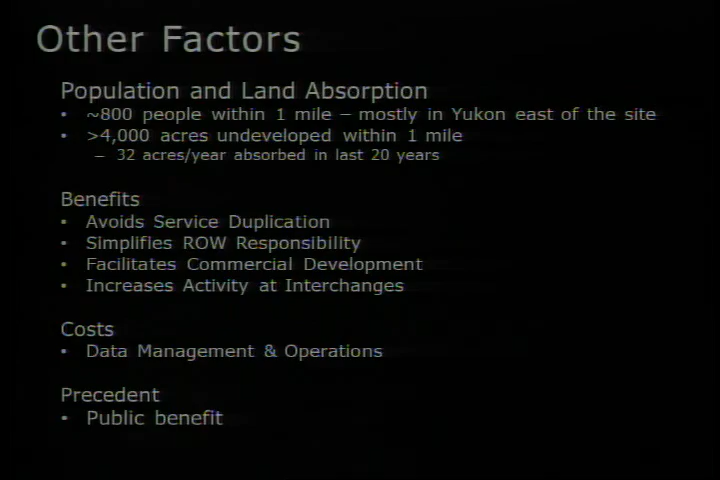 Other Factors
Population and Land Absorption
• ~800 people within 1 mile – mostly in Yukon east of the site
• >4,000 acres undeveloped within 1 mile
– 32 acres/year absorbed in last 20 years
Benefits
• Avoids Service Duplication
• Simplifies ROW Responsibility
• Facilitates Commercial Development
• Increases Activity at Interchanges
Costs
• Data Management & Operations
Precedent
• Public benefit